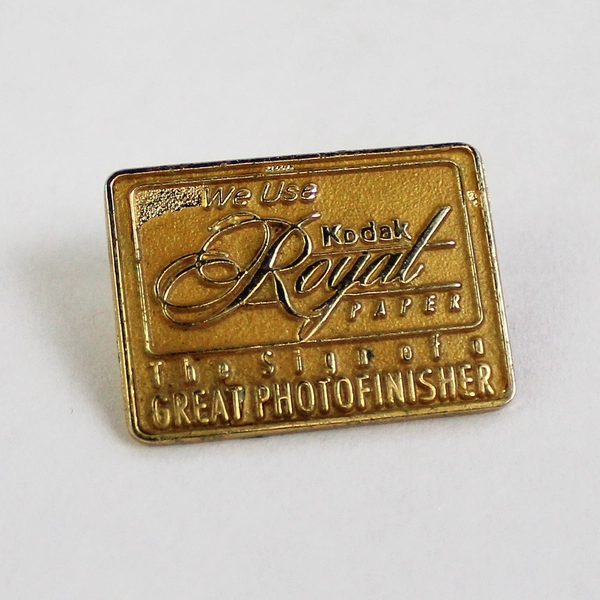 We Use
Kodak
Royal
PAPER
The Sign of a
GREAT PHOTOFINISHER